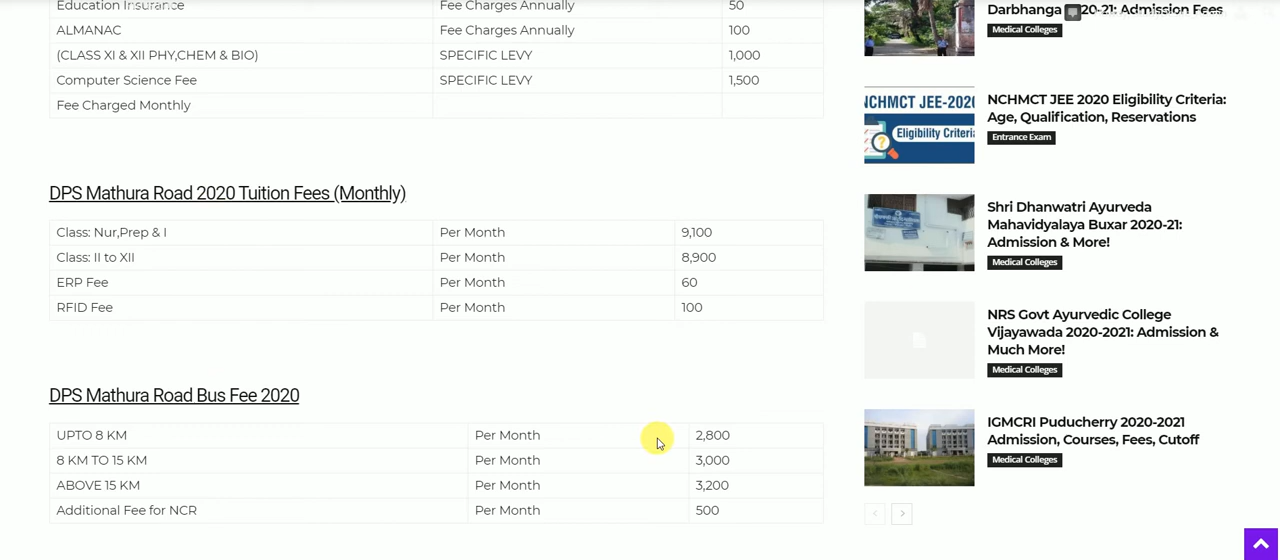 Education Insurance Fee Charges Annually 50
ALMANAC Fee Charges Annually 100
(CLASS XI & XII PHY,CHEM & BIO) SPECIFIC LEVY 1,000
Computer Science Fee SPECIFIC LEVY 1,500
Fee Charged Monthly
DPS Mathura Road 2020 Tuition Fees (Monthly)
Class: Nur,Prep & I Per Month 9,100
Class: II to XII Per Month 8,900
ERP Fee Per Month 60
RFID Fee Per Month 100
DPS Mathura Road Bus Fee 2020
UPTO 8 KM Per Month 2,800
8 KM TO 15 KM Per Month 3,000
ABOVE 15 KM Per Month 3,200
Additional Fee for NCR Per Month 500
Darbhanga 2020-21: Admission Fees
Medical Colleges
NCHMCT JEE-2020
Eligibility Criteria
NCHMCT JEE 2020 Eligibility Criteria:
Age, Qualification, Reservations
Entrance Exam
Shri Dhanwatri Ayurveda
Mahavidyalaya Buxar 2020-21:
Admission & More!
Medical Colleges
NRS Govt Ayurvedic College
Vijayawada 2020-2021: Admission &
Much More!
Medical Colleges
IGMCRI Puducherry 2020-2021
Admission, Courses, Fees, Cutoff
Medical Colleges